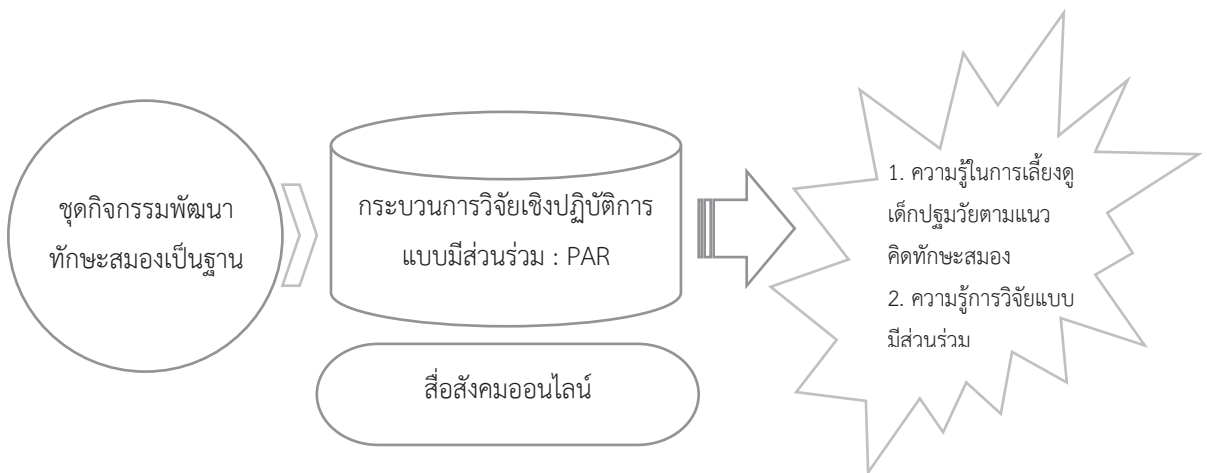 ชุดกิจกรรมพัฒนา
ทักษะสมองเป็นฐาน
กระบวนการวิจัยเชิงปฏิบัติการ
แบบมีส่วนร่วม : PAR
สื่อสังคมออนไลน์
1. ความรู้ในการเลี้ยงดู
เด็กปฐมวัยตามแนว
คิดทักษะสมอง
2. ความรู้การวิจัยแบบ
มีส่วนร่วม